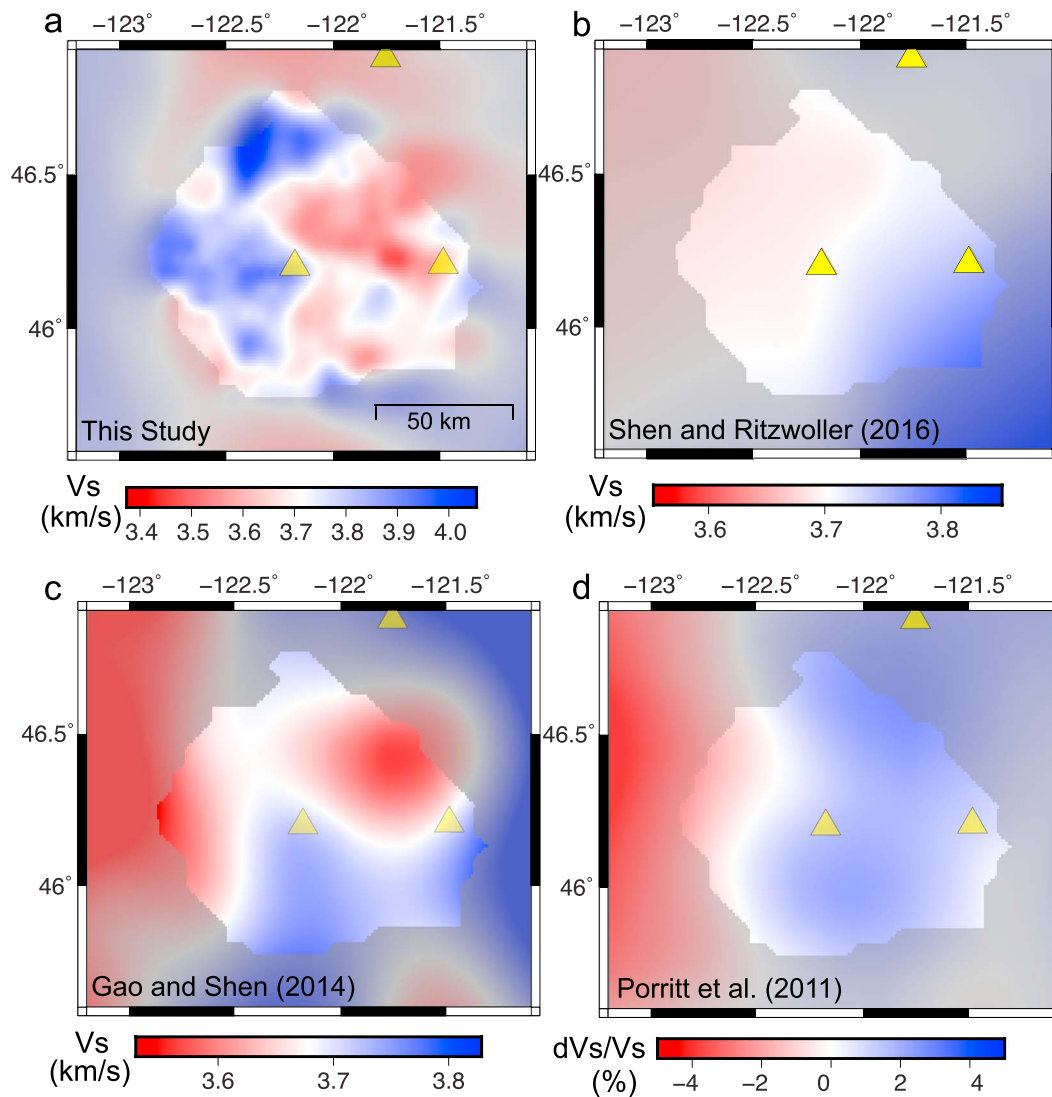 a
−123˚ −122.5˚ −122˚ −121.5˚
46.5˚
46˚
50 km
This Study
Vs
(km/s)
3.4 3.5 3.6 3.7 3.8 3.9 4.0
b
−123˚ −122.5˚ −122˚ −121.5˚
46.5˚
46˚
Shen and Ritzwoller (2016)
Vs
(km/s)
3.6 3.7 3.8
c
−123˚ −122.5˚ −122˚ −121.5˚
46.5˚
46˚
Gao and Shen (2014)
Vs
(km/s)
3.6 3.7 3.8
d
−123˚ −122.5˚ −122˚ −121.5˚
46.5˚
46˚
Porritt et al. (2011)
dVs/Vs
(%)
−4 −2 0 2 4